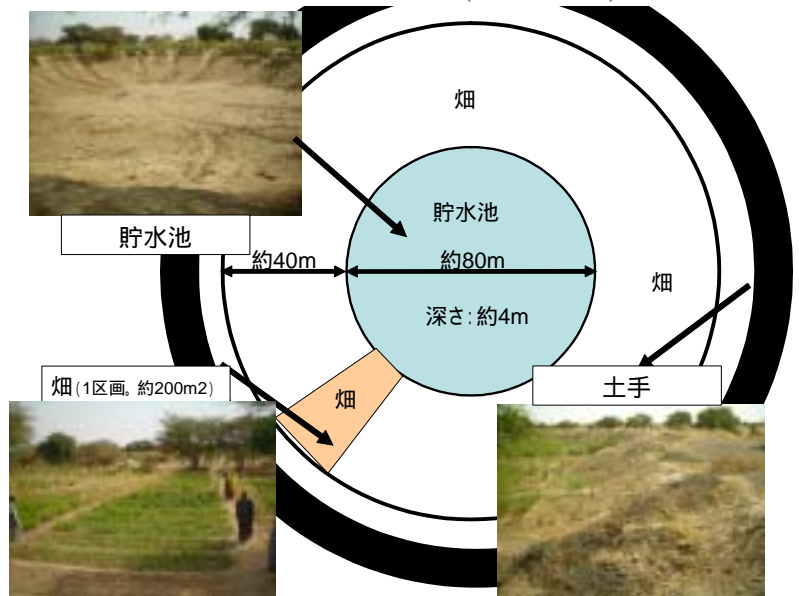 畑
貯水池
貯水池
約40m
約80m
畑
深さ：約4m
畑（1区画。約200m2）
畑
土手